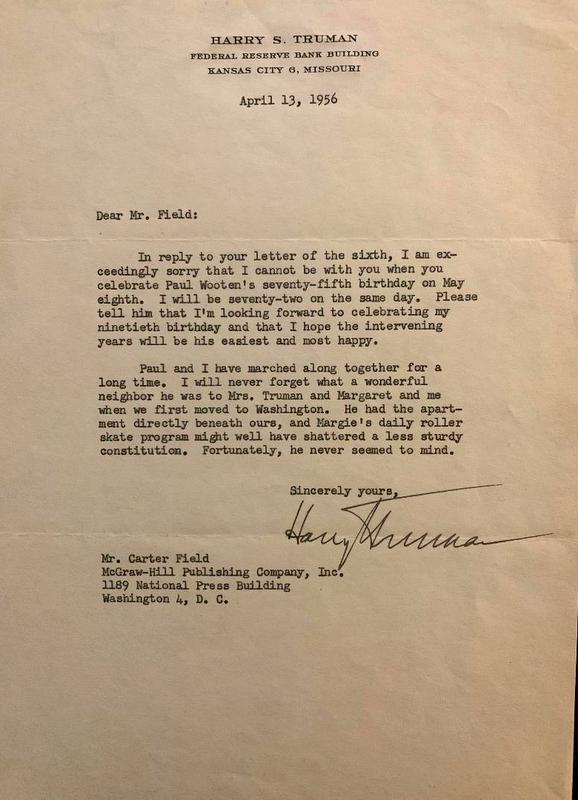 HARRY S. TRUMAN
FEDERAL RESERVE BANK BUILDING
KANSAS CITY 6, MISSOURI
April 13, 1956
Dear Mr. Field:
In reply to your letter of the sixth, I am ex-
ceedingly sorry that I cannot be with you when you
celebrate Paul Wooten's seventy-fifth birthday on May
eighth. I will be seventy-two on the same day. Please
tell him that I'm looking forward to celebrating my
ninetieth birthday and that I hope the intervening
years will be his easiest and most happy.
Paul and I have marched along together for a
long time. I will never forget what a wonderful
neighbor he was to Mrs. Truman and Margaret and me
when we first moved to Washington. He had the apart-
ment directly beneath ours, and Margie's daily roller
skate program might well have shattered a less sturdy
constitution. Fortunately, he never seemed to mind.
Sincerely yours,
Harry Truman
Mr. Carter Field
McGraw-Hill Publishing Company, Inc.
1189 National Press Building
Washington 4, D. C.